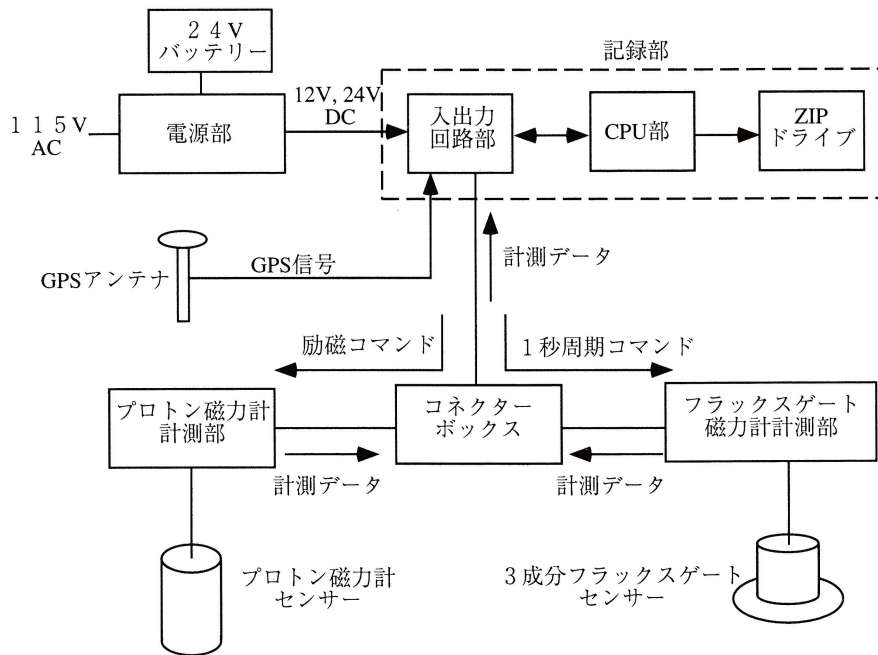 ２４V
バッテリー
記録部
12V, 24V
DC
１１５V
AC
電源部
入出力
回路部
CPU部
ZIP
ドライブ
計測データ
GPSアンテナ
GPS信号
励磁コマンド
１秒周期コマンド
プロトン磁力計
計測部
コネクター
ボックス
フラックスゲート
磁力計計測部
計測データ
計測データ
プロトン磁力計
センサー
３成分フラックスゲート
センサー